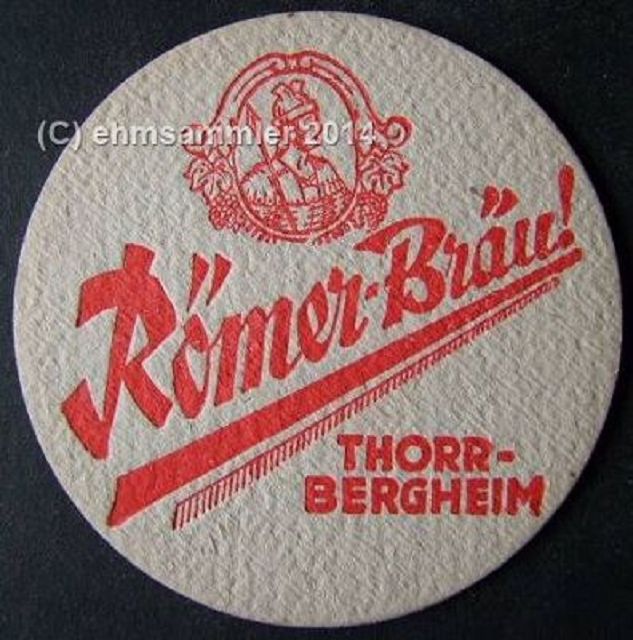 (C) ehmsammler 2014
Römer-Bräu!
THORR-
BERGHEIM